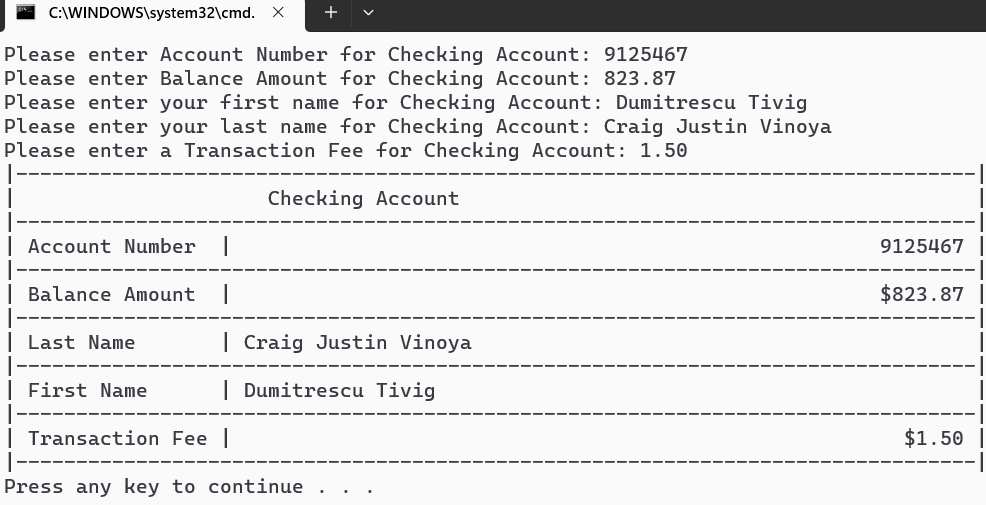 C:\WINDOWS\system32\cmd.
Please enter Account Number for Checking Account: 9125467
Please enter Balance Amount for Checking Account: 823.87
Please enter your first name for Checking Account: Dumitrescu Tivig
Please enter your last name for Checking Account: Craig Justin Vinoya
Please enter a Transaction Fee for Checking Account: 1.50
|--------------------------------------------------------------------------------|
| Checking Account |
|--------------------------------------------------------------------------------|
| Account Number | 9125467 |
|--------------------------------------------------------------------------------|
| Balance Amount | $823.87 |
|--------------------------------------------------------------------------------|
| Last Name | Craig Justin Vinoya |
|--------------------------------------------------------------------------------|
| First Name | Dumitrescu Tivig |
|--------------------------------------------------------------------------------|
| Transaction Fee | $1.50 |
|--------------------------------------------------------------------------------|
Press any key to continue . . .